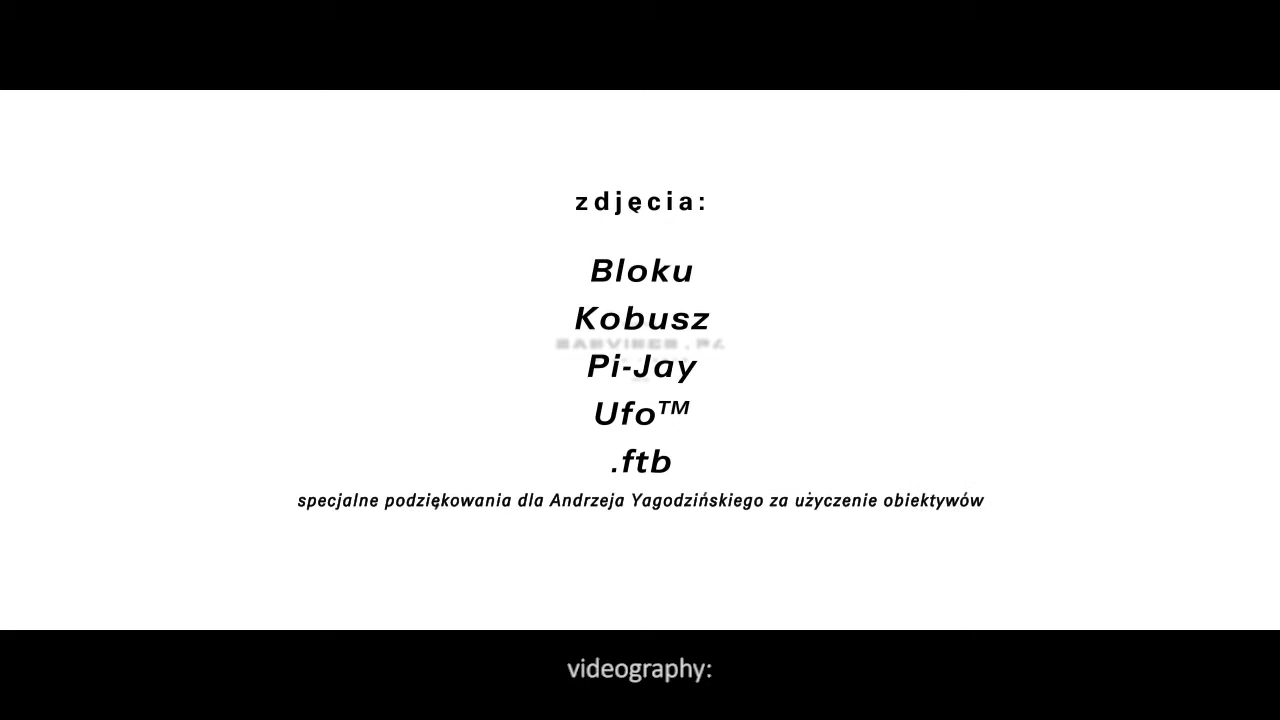 zdjęcia:
Bloku
Kobusz
Pi-Jay
Ufo™
.ftb
specjalne podziękowania dla Andrzeja Yagodzińskiego za użyczenie obiektywów
videography: